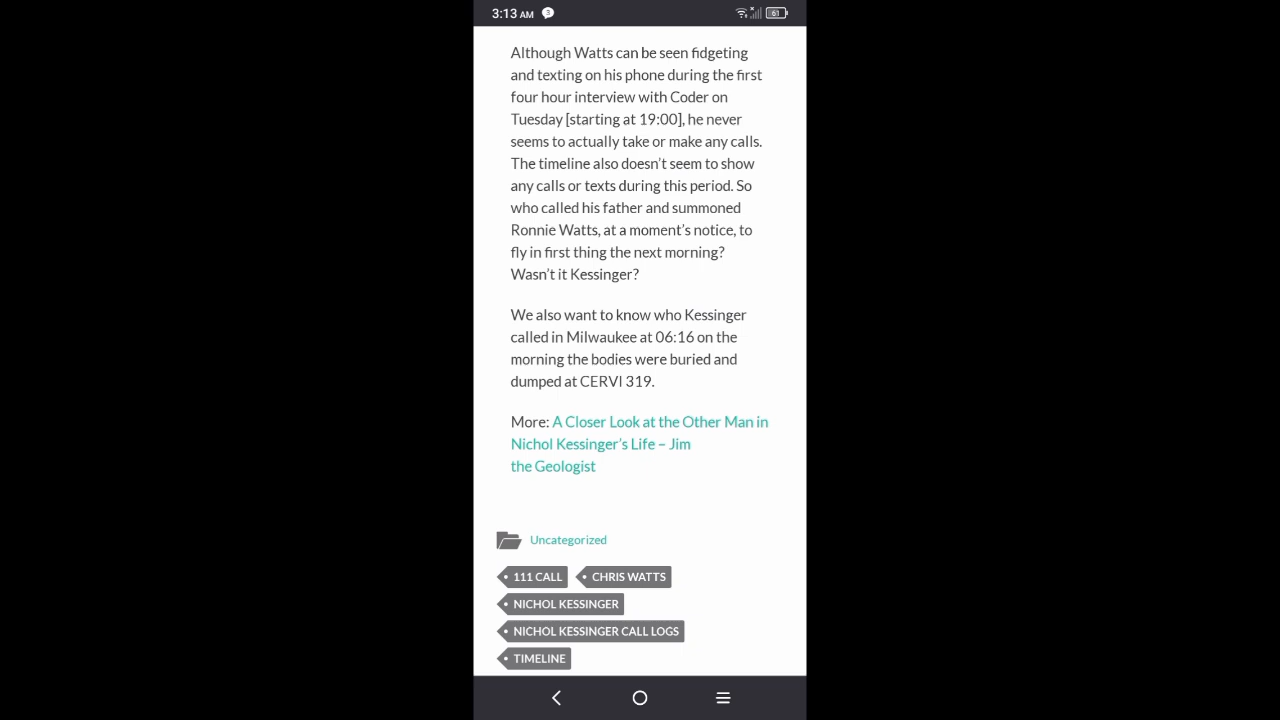 3:13 AM 3
61
Although Watts can be seen fidgeting
and texting on his phone during the first
four hour interview with Coder on
Tuesday [starting at 19:00], he never
seems to actually take or make any calls.
The timeline also doesn't seem to show
any calls or texts during this period. So
who called his father and summoned
Ronnie Watts, at a moment's notice, to
fly in first thing the next morning?
Wasn't it Kessinger?
We also want to know who Kessinger
called in Milwaukee at 06:16 on the
morning the bodies were buried and
dumped at CERVI 319.
More: A Closer Look at the Other Man in
Nichol Kessinger's Life – Jim
the Geologist
Uncategorized
111 CALL CHRIS WATTS
NICHOL KESSINGER
NICHOL KESSINGER CALL LOGS
TIMELINE